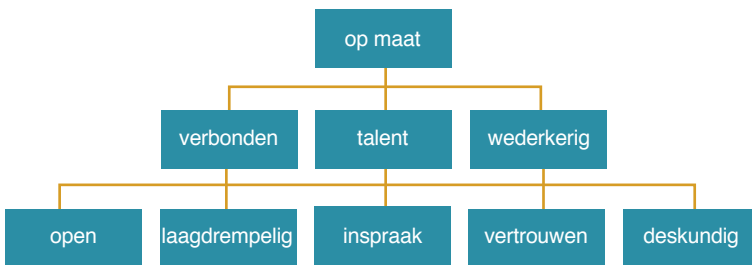 op maat
verbonden
talent
wederkerig
open
laagdrempelig
inspraak
vertrouwen
deskundig